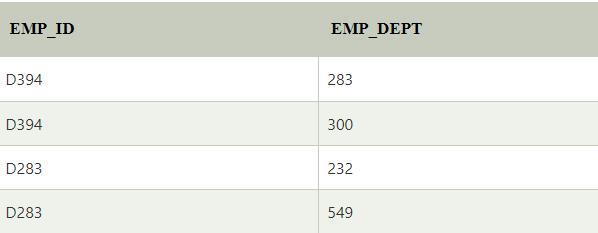 EMP_ID EMP_DEPT
D394 283
D394 300
D283 232
D283 549